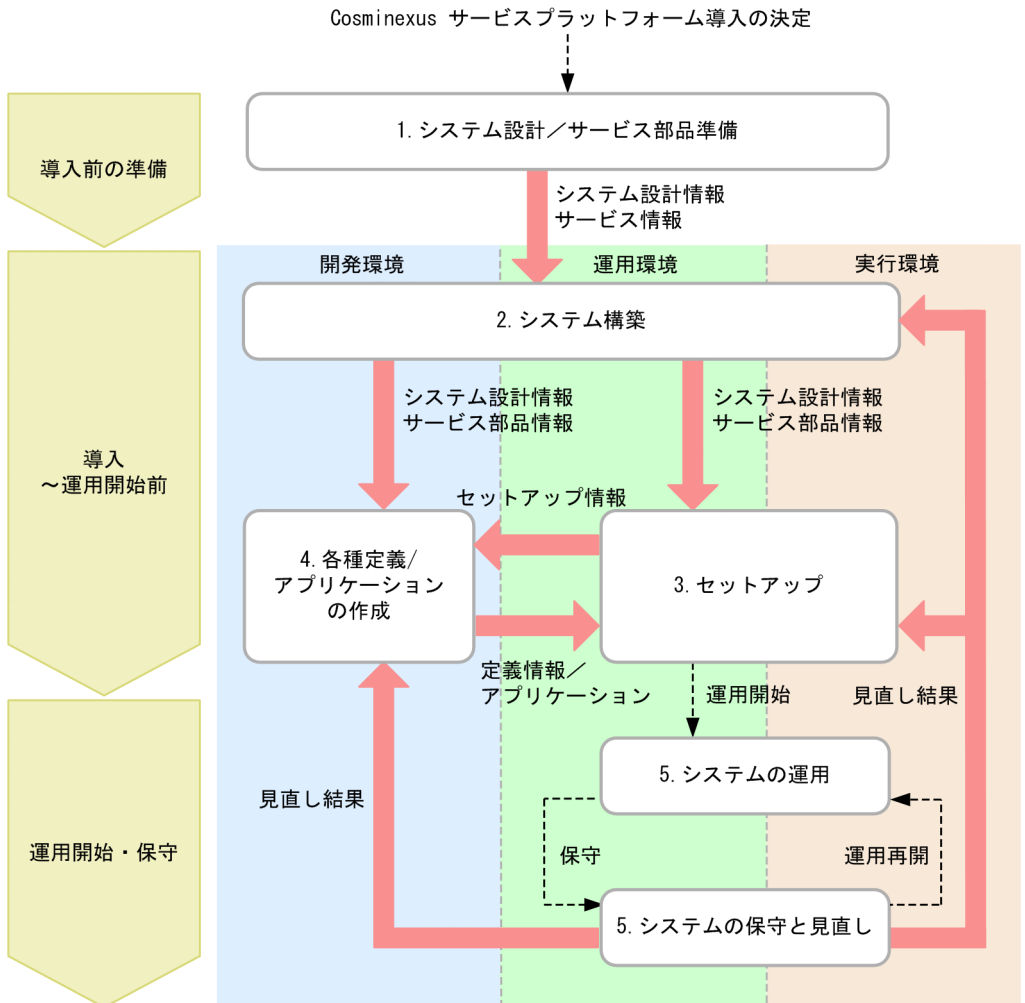 Cosminexus サービスプラットフォーム導入の決定
導入前の準備
1. システム設計／サービス部品準備
システム設計情報
サービス情報
開発環境
運用環境
実行環境
2. システム構築
システム設計情報
サービス部品情報
システム設計情報
サービス部品情報
導入
～運用開始前
セットアップ情報
4. 各種定義/
アプリケーション
の作成
3. セットアップ
定義情報／
アプリケーション
運用開始
見直し結果
5. システムの運用
見直し結果
運用開始・保守
保守
運用再開
5. システムの保守と見直し